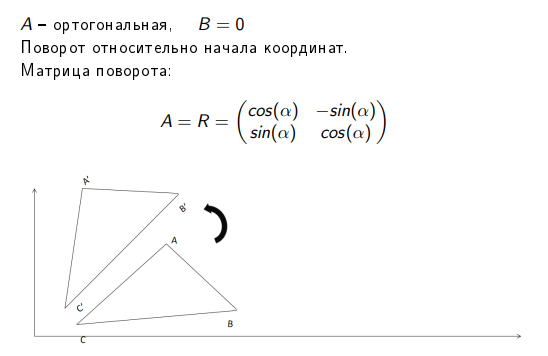 A – ортогональная, B = 0
Поворот относительно начала координат.
Матрица поворота:
A = R = (cos(α) −sin(α)
sin(α) cos(α))
A'
B'
A
C'
B
C